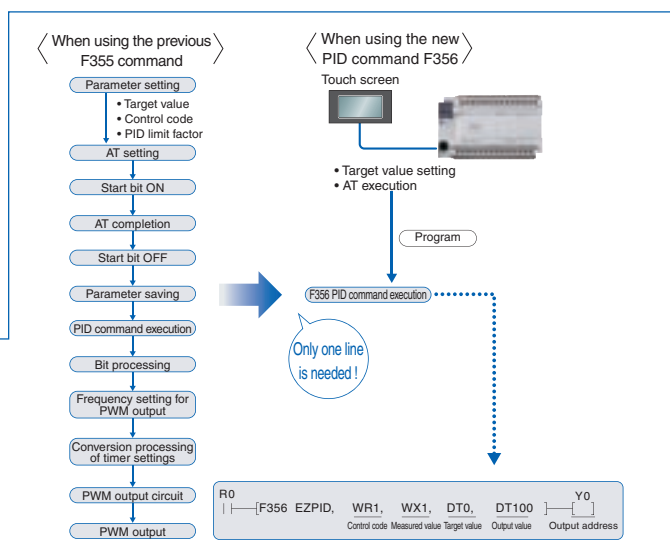 When using the previous
F355 command
Parameter setting
• Target value
• Control code
• PID limit factor
AT setting
Start bit ON
AT completion
Start bit OFF
Parameter saving
PID command execution
Bit processing
Frequency setting for
PWM output
Conversion processing
of timer settings
PWM output circuit
PWM output
When using the new
PID command F356
Touch screen
• Target value setting
• AT execution
Program
F356 PID command execution
Only one line
is needed !
R0 Y0
[F356 EZPID, WR1, WX1, DT0, DT100 ]
Control code Measured value Target value Output value Output address